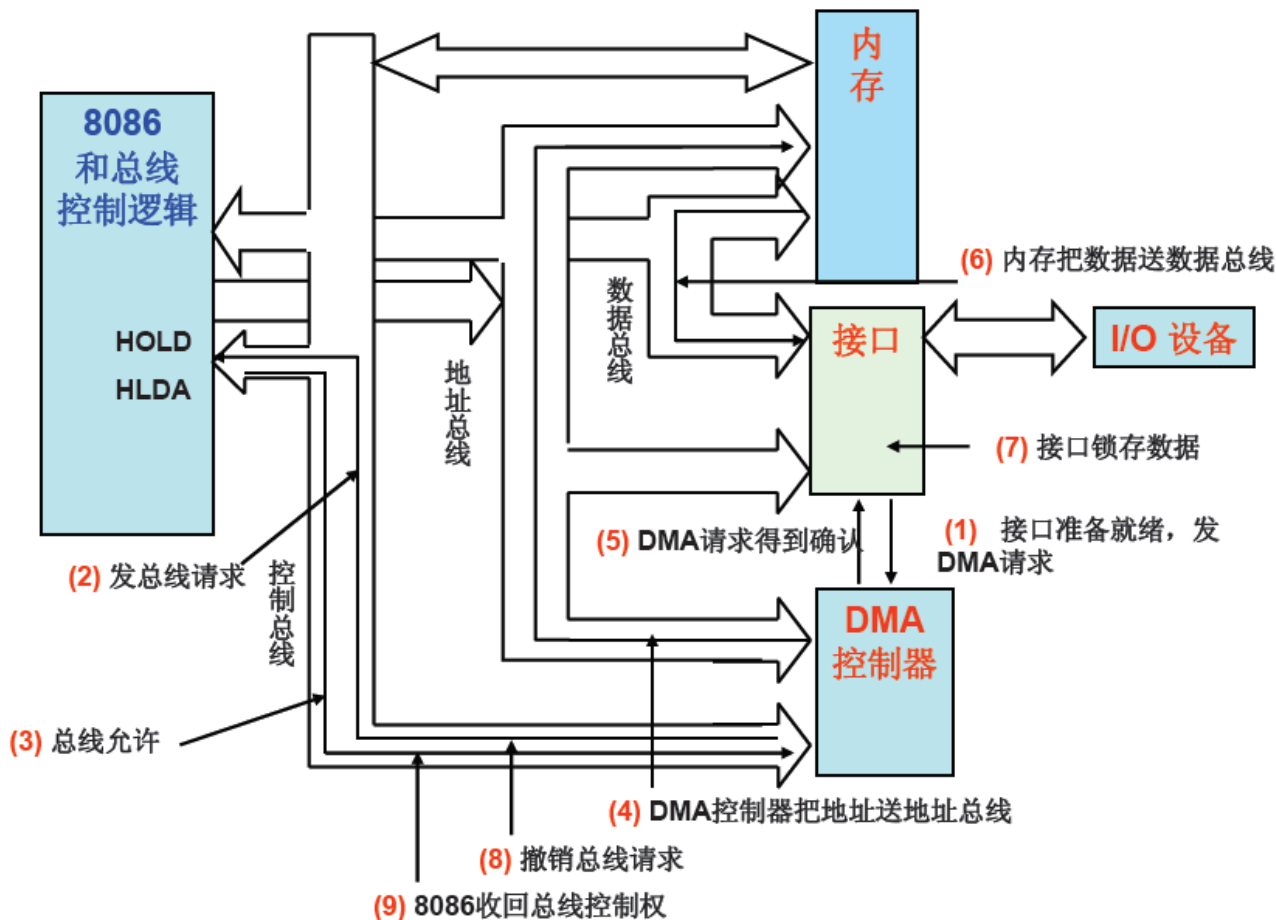 内
存
8086
和总线
控制逻辑
HOLD
HLDA
(6) 内存把数据送数据总线
数据总线
地址总线
接口
I/O 设备
(7) 接口锁存数据
(5) DMA请求得到确认
(1) 接口准备就绪，发
DMA请求
(2) 发总线请求
控制总线
DMA
控制器
(3) 总线允许
(4) DMA控制器把地址送地址总线
(8) 撤销总线请求
(9) 8086收回总线控制权